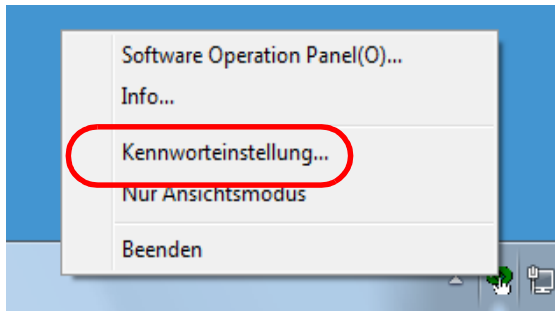 Software Operation Panel(O)...
Info...
Kennworteinstellung...
Nur Ansichtsmodus
Beenden